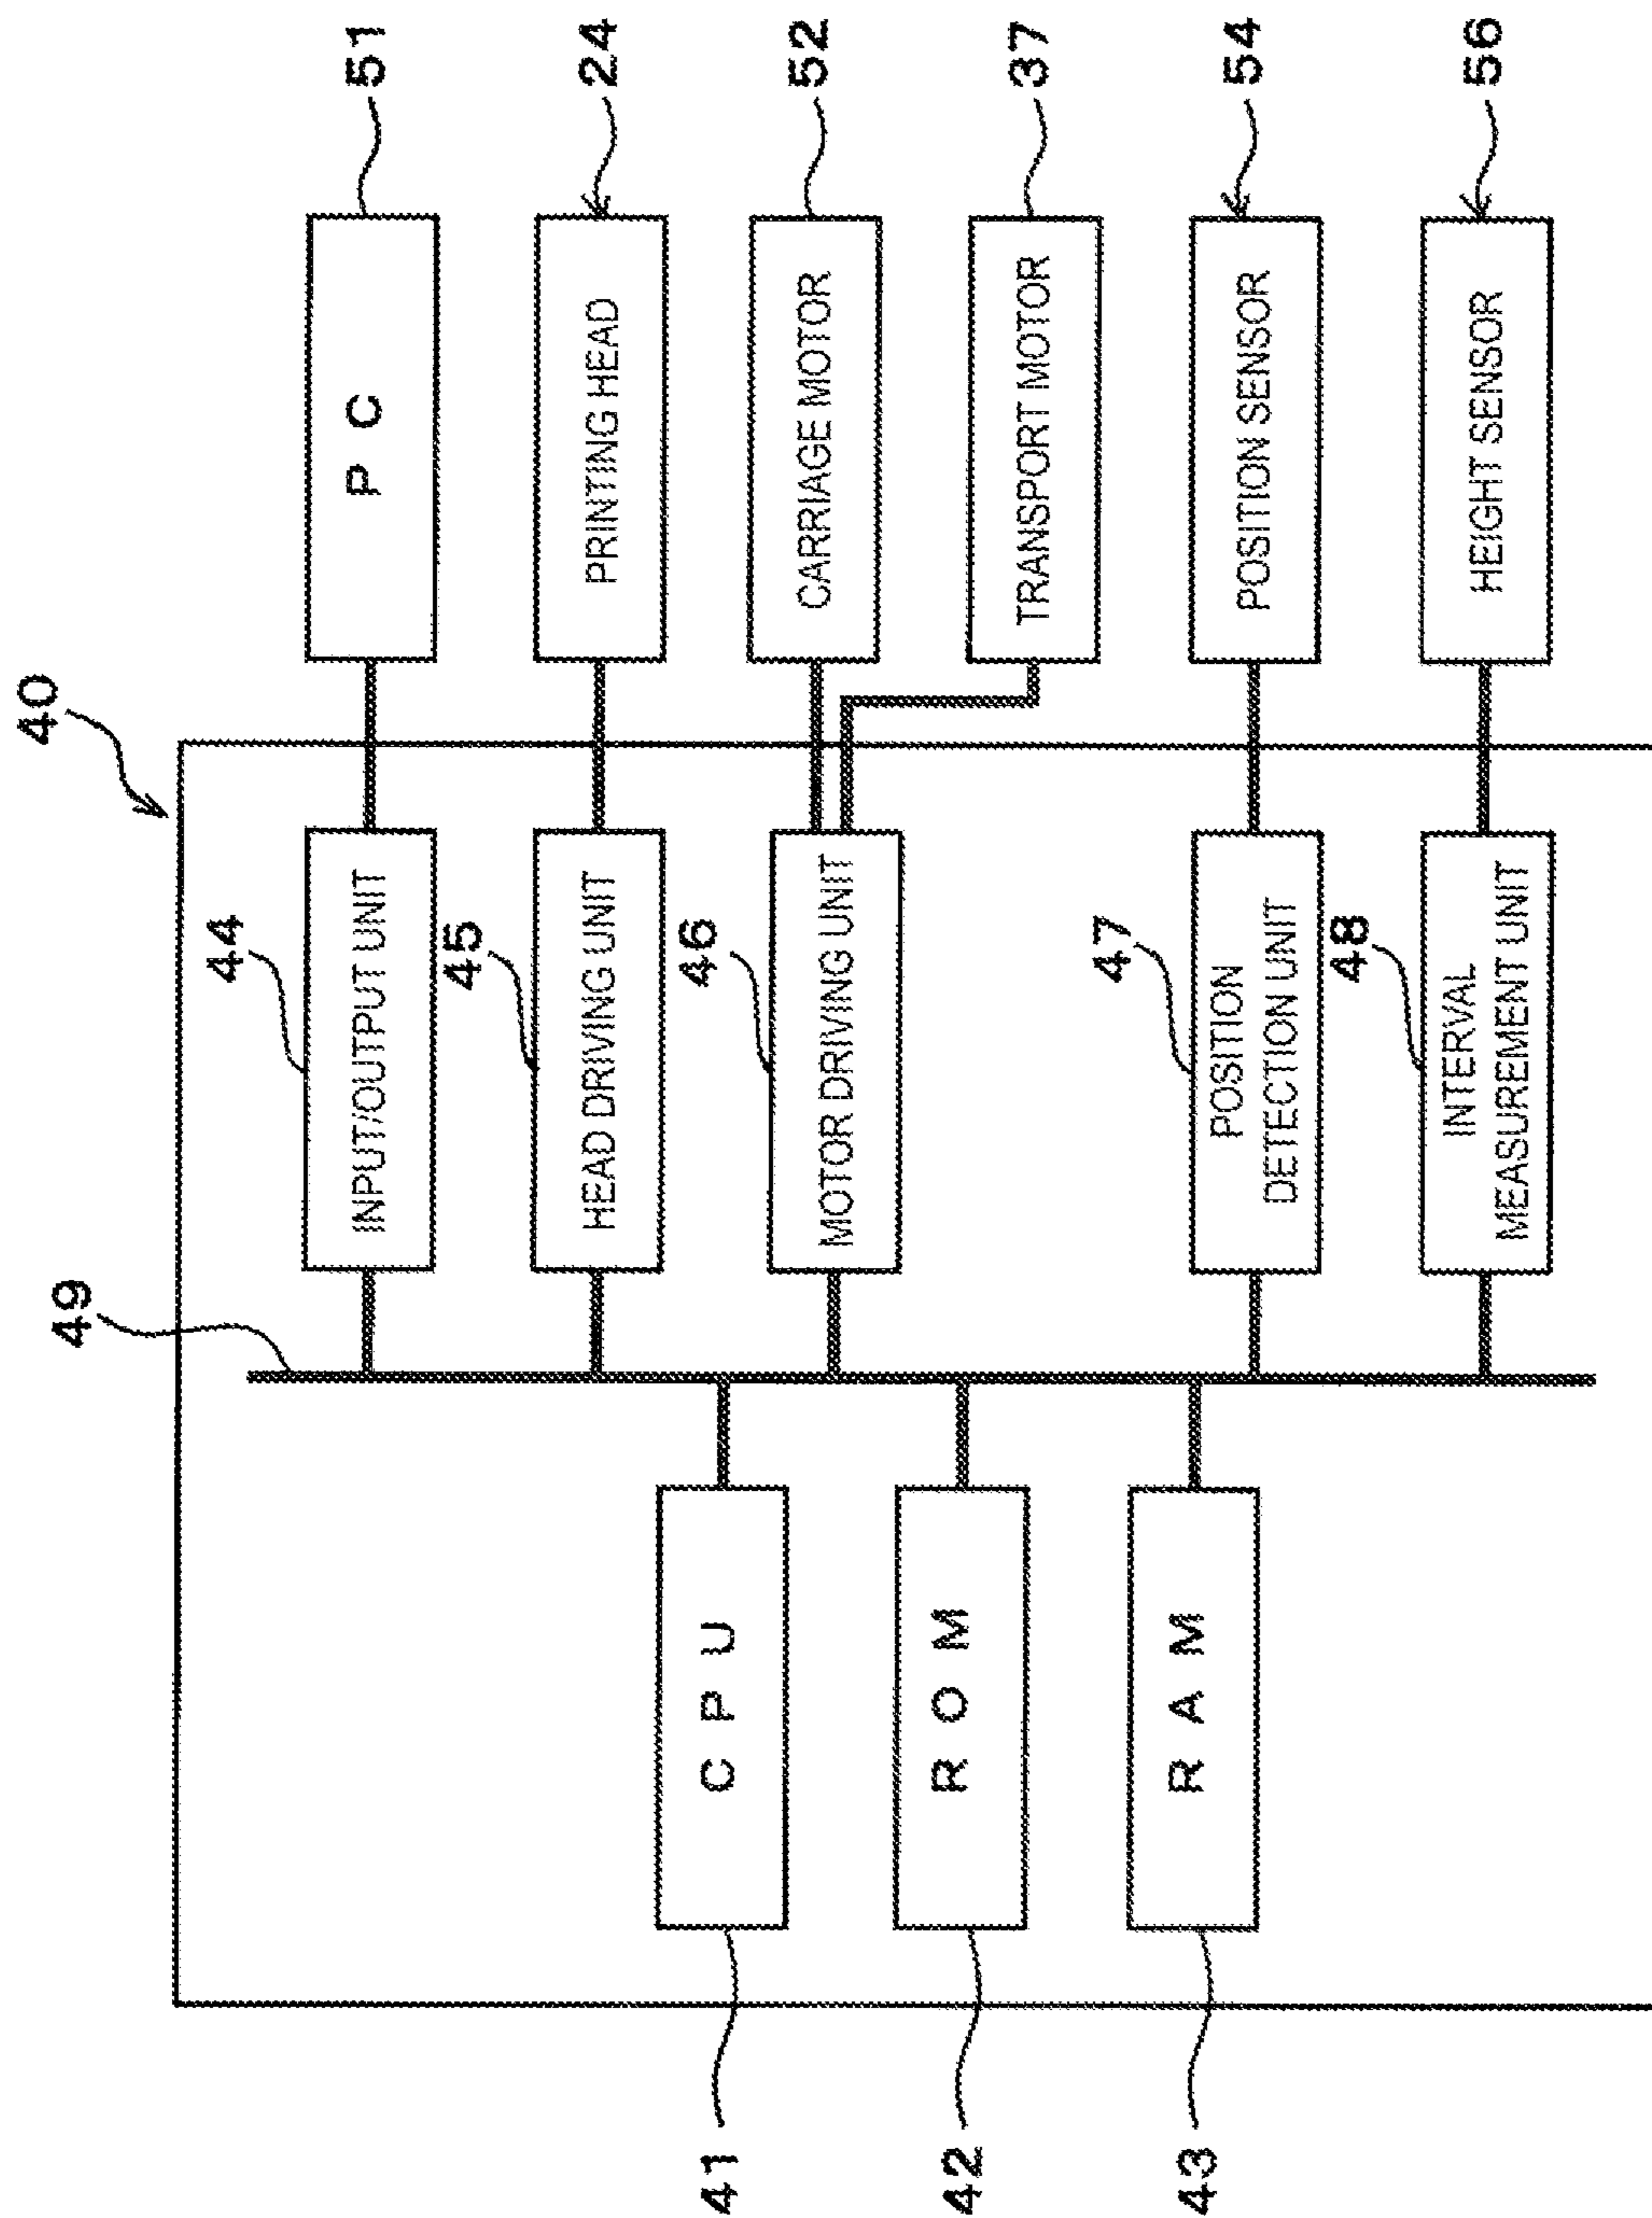 40
49
44
INPUT/OUTPUT UNIT
P C
51
45
HEAD DRIVING UNIT
PRINTING HEAD
24
41
C P U
46
MOTOR DRIVING UNIT
CARRIAGE MOTOR
52
42
R O M
TRANSPORT MOTOR
37
43
R A M
47
POSITION
DETECTION UNIT
POSITION SENSOR
54
48
INTERVAL
MEASUREMENT UNIT
HEIGHT SENSOR
56